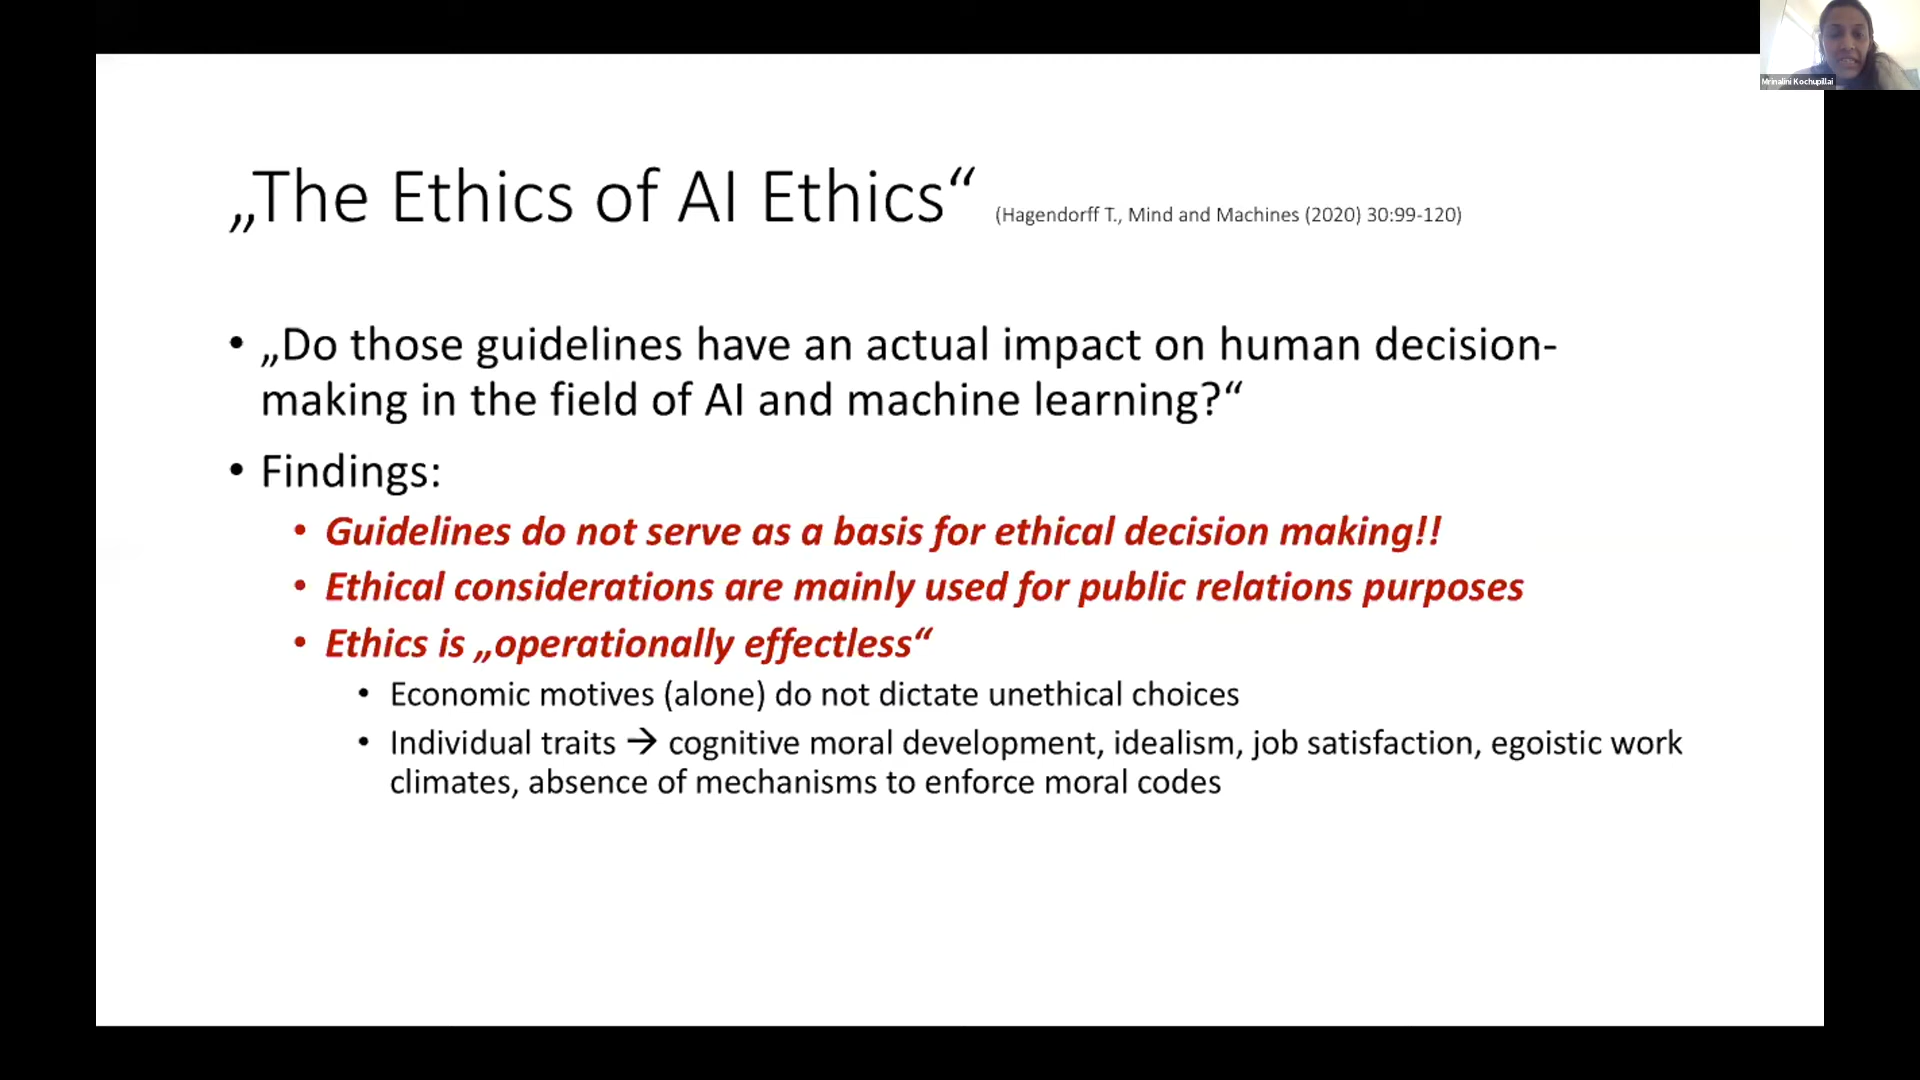 Mrinalini Kochupillai
„The Ethics of AI Ethics“ (Hagendorff T., Mind and Machines (2020) 30:99-120)
• „Do those guidelines have an actual impact on human decision-
making in the field of AI and machine learning?“
• Findings:
• Guidelines do not serve as a basis for ethical decision making!!
• Ethical considerations are mainly used for public relations purposes
• Ethics is „operationally effectless“
• Economic motives (alone) do not dictate unethical choices
• Individual traits → cognitive moral development, idealism, job satisfaction, egoistic work
climates, absence of mechanisms to enforce moral codes